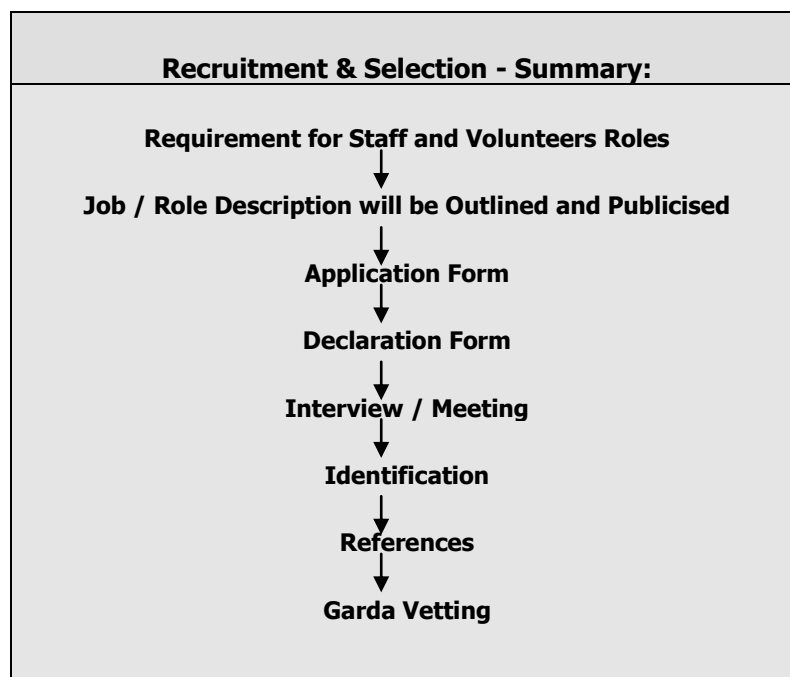 Recruitment & Selection - Summary:
Requirement for Staff and Volunteers Roles
Job / Role Description will be Outlined and Publicised
Application Form
Declaration Form
Interview / Meeting
Identification
References
Garda Vetting